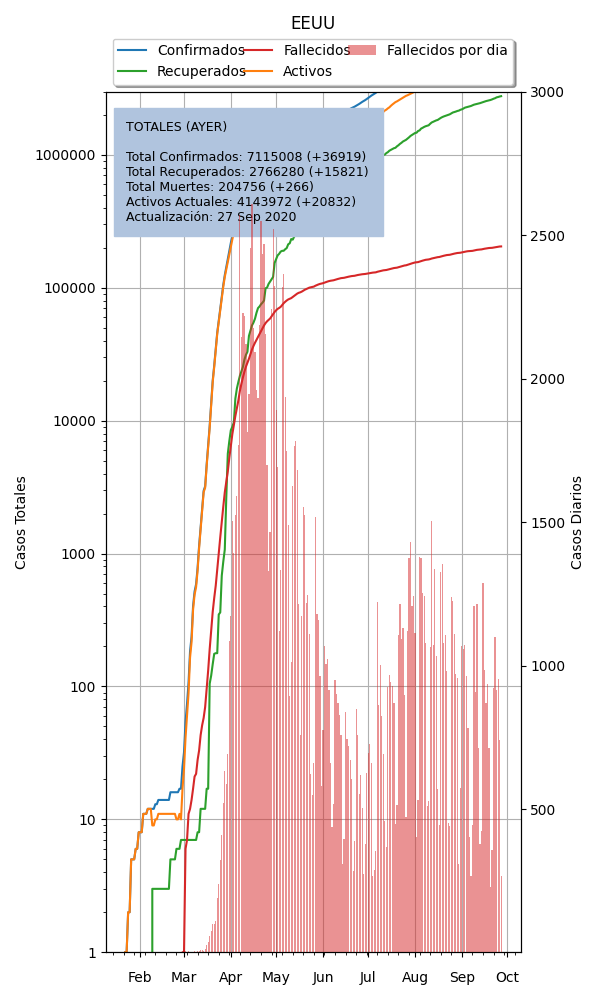 EEUU
Confirmados Fallecidos Fallecidos por dia
Recuperados Activos
TOTALES (AYER)
Total Confirmados: 7115008 (+36919)
Total Recuperados: 2766280 (+15821)
Total Muertes: 204756 (+266)
Activos Actuales: 4143972 (+20832)
Actualización: 27 Sep 2020
3000
1000000
2500
100000
2000
10000
Casos Totales
Casos Diarios
1500
1000
1000
100
500
10
1
Feb Mar Apr May Jun Jul Aug Sep Oct